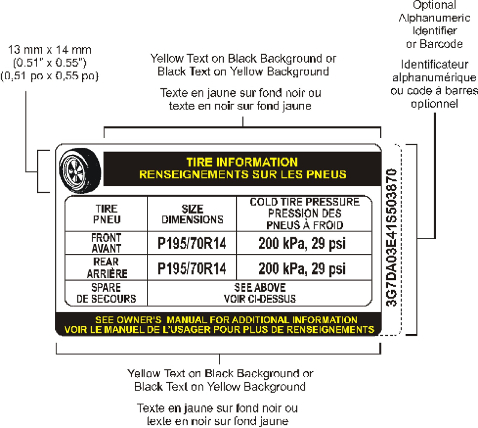 Optional
Alphanumeric
Identifier
or Barcode
Identificateur
alphanumérique
ou code à barres
optionnel
13 mm x 14 mm
(0.51" x 0.55")
(0,51 po x 0,55 po)
Yellow Text on Black Background or
Black Text on Yellow Background
Texte en jaune sur fond noir ou
texte en noir sur fond jaune
TIRE INFORMATION
RENSEIGNEMENTS SUR LES PNEUS
TIRE SIZE COLD TIRE PRESSURE
PNEU DIMENSIONS PRESSION DES
PNEUS À FROID
FRONT
AVANT P195/70R14 200 kPa, 29 psi
REAR
ARRIÈRE P195/70R14 200 kPa, 29 psi
SPARE SEE ABOVE
DE SECOURS VOIR CI-DESSUS
SEE OWNER'S MANUAL FOR ADDITIONAL INFORMATION
VOIR LE MANUEL DE L'USAGER POUR PLUS DE RENSEIGNEMENTS
3G7DA03E41S503870
Yellow Text on Black Background or
Black Text on Yellow Background
Texte en jaune sur fond noir ou
texte en noir sur fond jaune